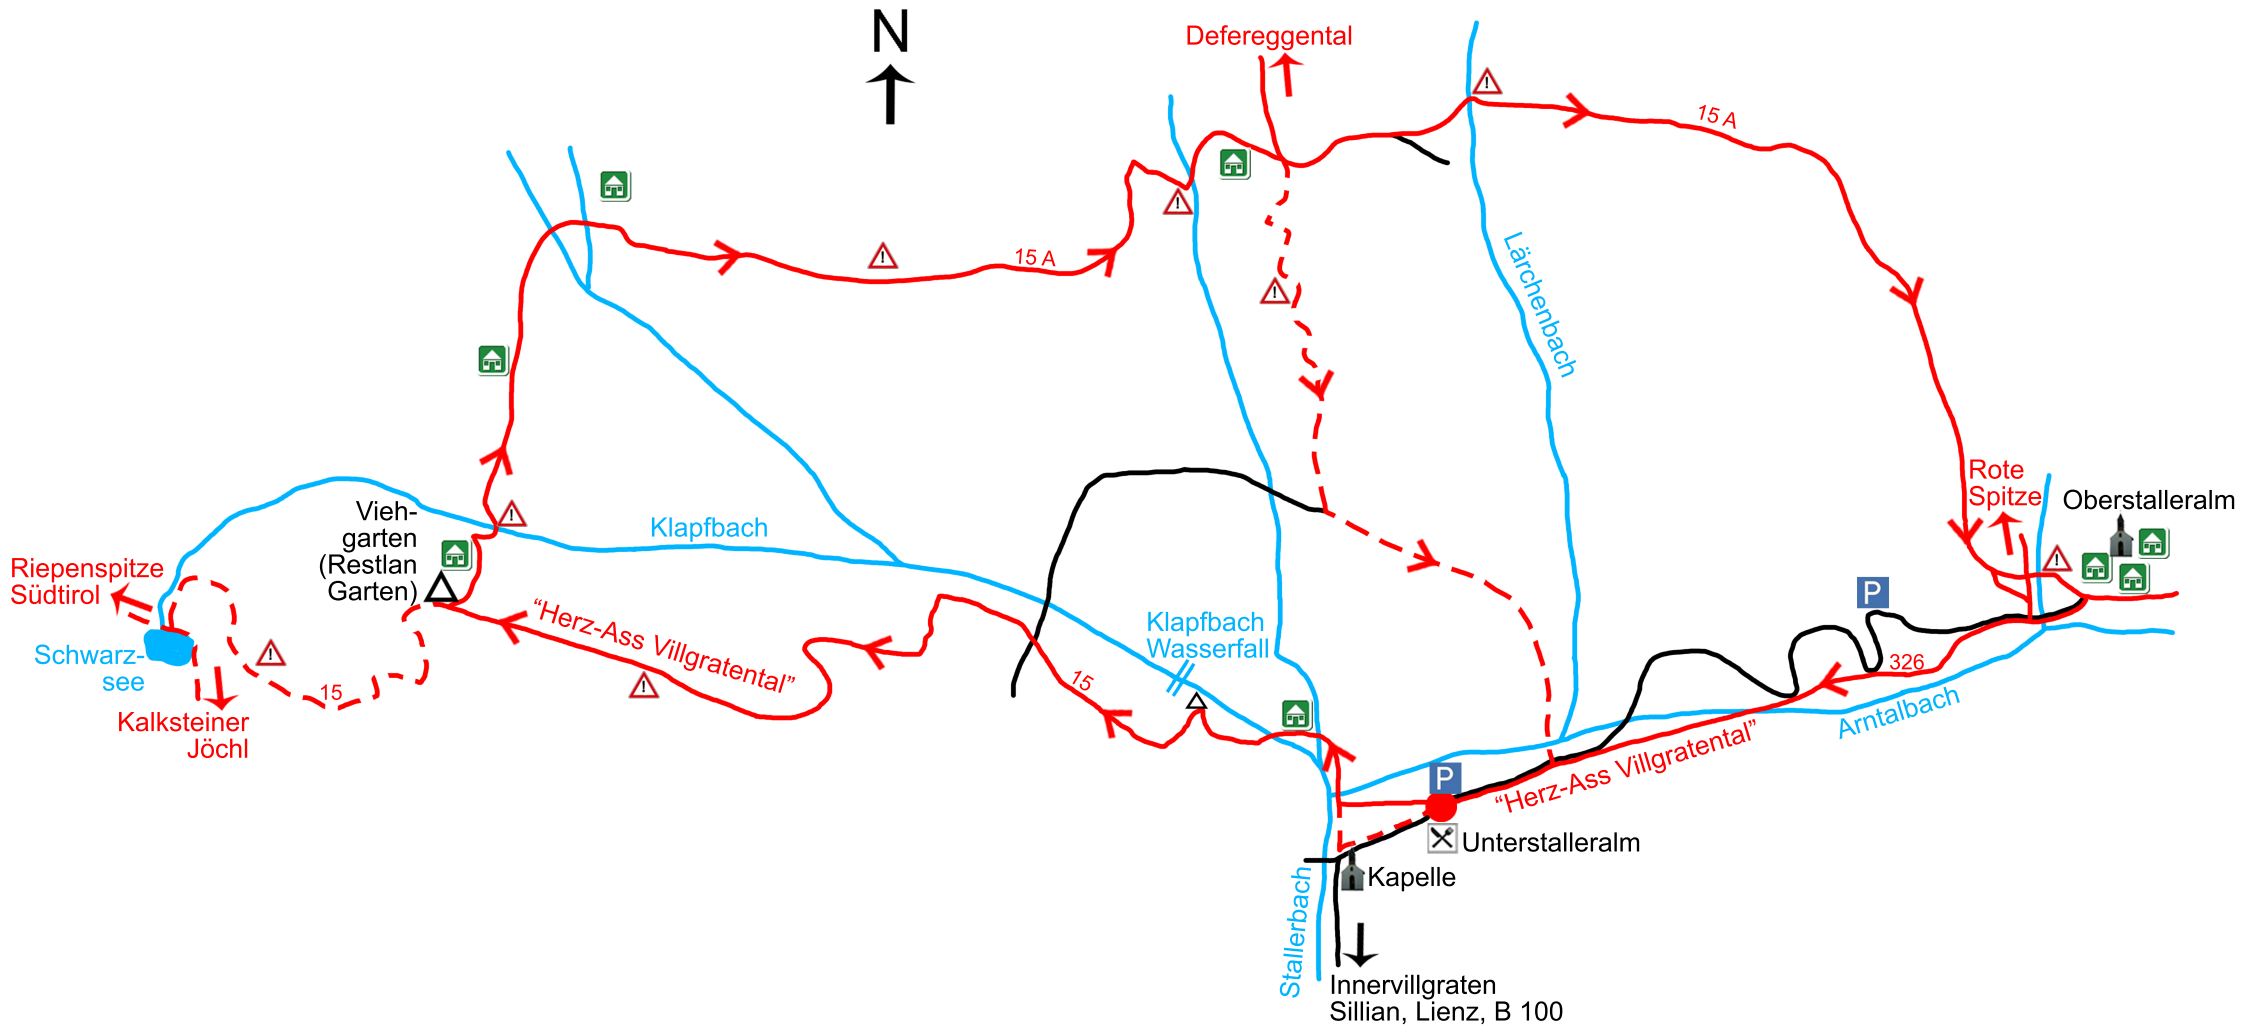 N
Defereggental
15 A
15 A
Lärchenbach
Vieh-
garten
(Restlan
Garten)
Klapfbach
Rote
Spitze
Oberstalleralm
Riepenspitze
Südtirol
"Herz-Ass Villgratental"
Klapfbach
Wasserfall
P
Schwarz-
see
15
15
326
Kalksteiner
Jöchl
Arntalbach
"Herz-Ass Villgratental"
P
Unterstalleralm
Kapelle
Stallerbach
Innervillgraten
Sillian, Lienz, B 100
!
!
!
!
!
!
!
!